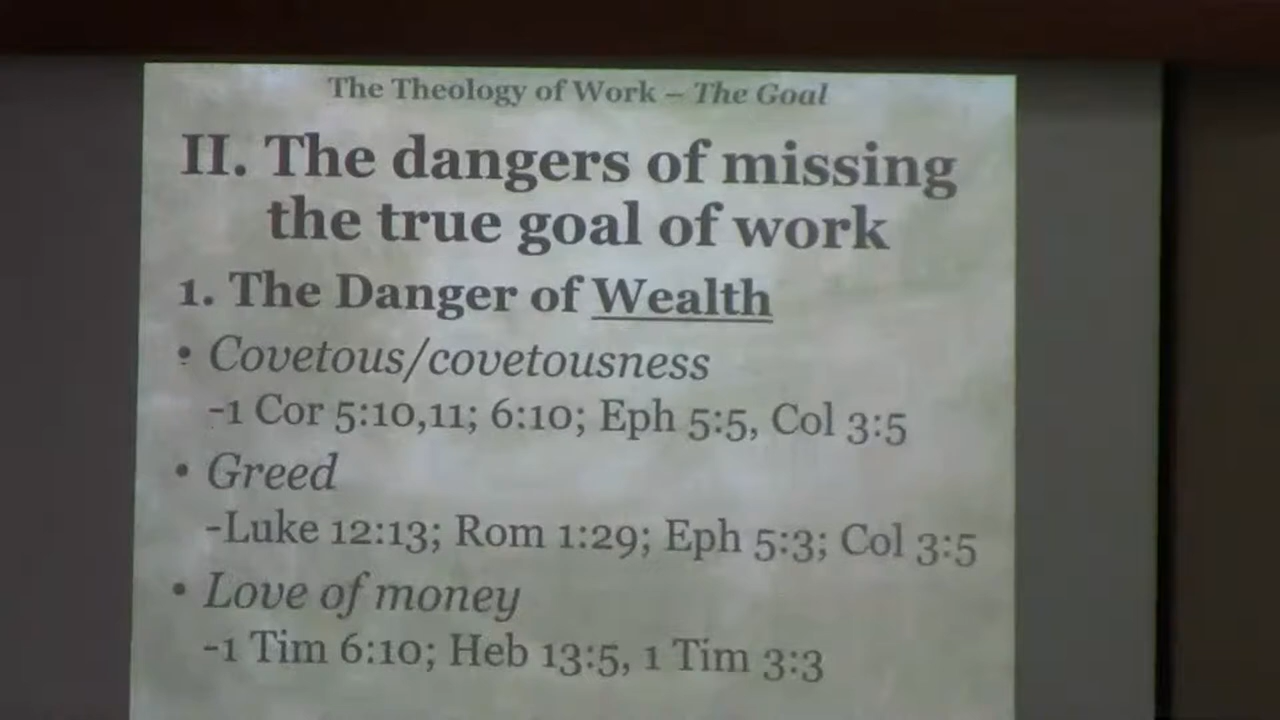 The Theology of Work – The Goal
II. The dangers of missing
the true goal of work
1. The Danger of Wealth
• Covetous/covetousness
-1 Cor 5:10,11; 6:10; Eph 5:5, Col 3:5
• Greed
-Luke 12:13; Rom 1:29; Eph 5:3; Col 3:5
• Love of money
-1 Tim 6:10; Heb 13:5, 1 Tim 3:3